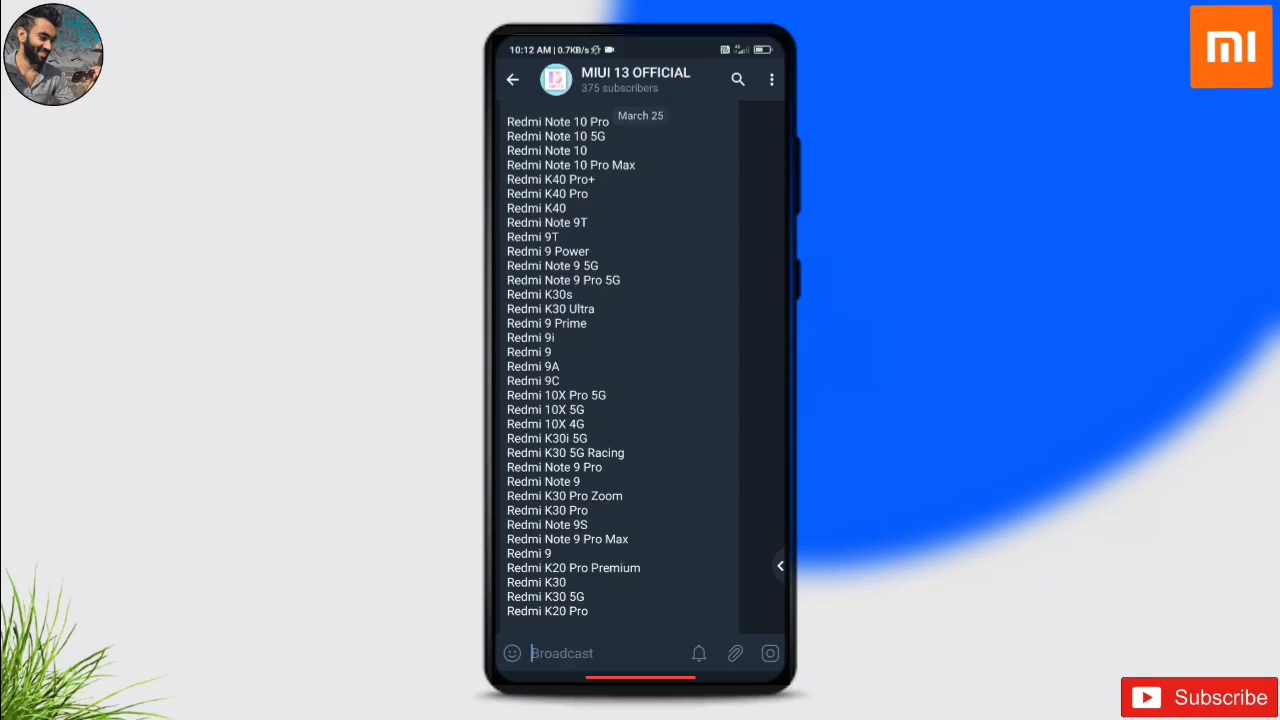 10:12 AM | 0.7KB/s
MIUI 13 OFFICIAL
375 subscribers
March 25
Redmi Note 10 Pro
Redmi Note 10 5G
Redmi Note 10
Redmi Note 10 Pro Max
Redmi K40 Pro+
Redmi K40 Pro
Redmi K40
Redmi Note 9T
Redmi 9T
Redmi 9 Power
Redmi Note 9 5G
Redmi Note 9 Pro 5G
Redmi K30s
Redmi K30 Ultra
Redmi 9 Prime
Redmi 9i
Redmi 9
Redmi 9A
Redmi 9C
Redmi 10X Pro 5G
Redmi 10X 5G
Redmi 10X 4G
Redmi K30i 5G
Redmi K30 5G Racing
Redmi Note 9 Pro
Redmi Note 9
Redmi K30 Pro Zoom
Redmi K30 Pro
Redmi Note 9S
Redmi Note 9 Pro Max
Redmi 9
Redmi K20 Pro Premium
Redmi K30
Redmi K30 5G
Redmi K20 Pro
Broadcast
MI
Subscribe